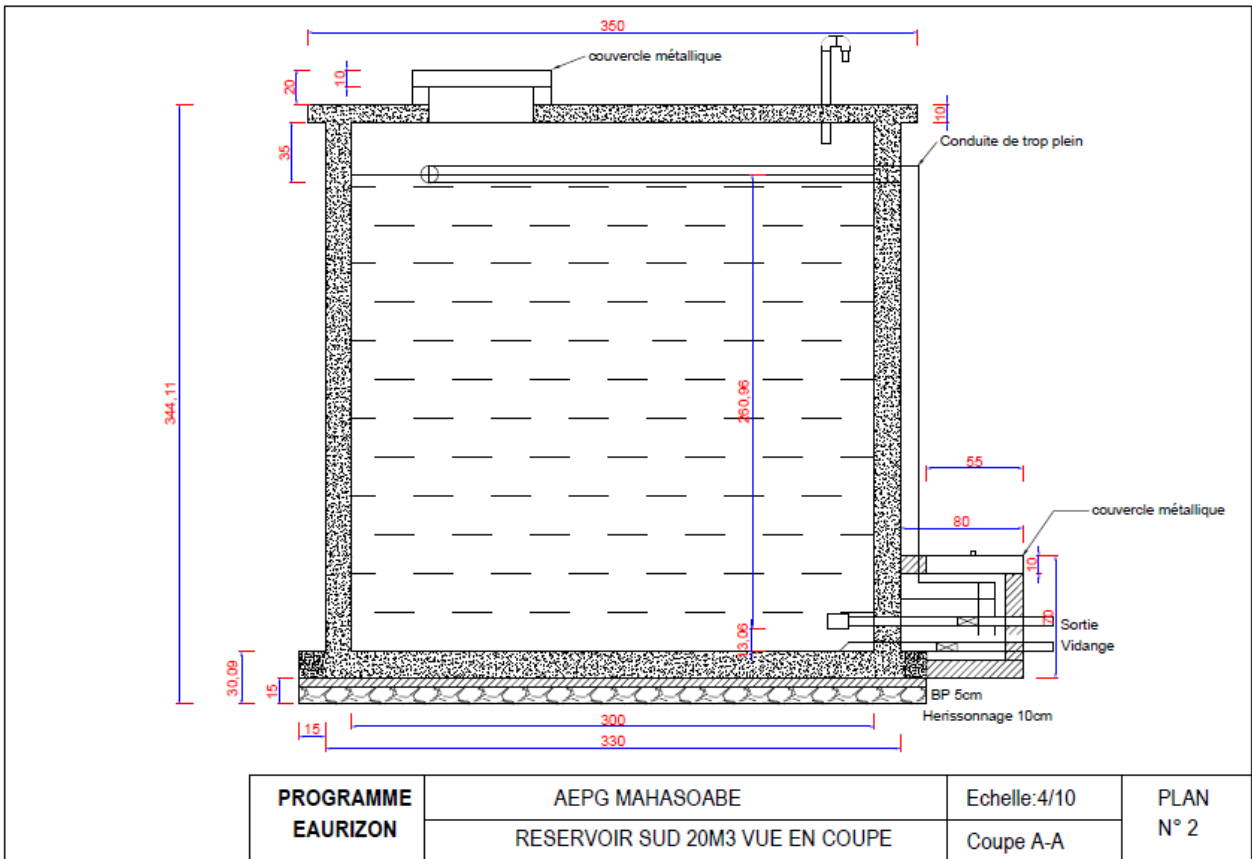 350
couvercle métallique
20
10
10
35
Conduite de trop plein
344,11
260,96
55
80
couvercle métallique
10
70
13,06
Sortie
Vidange
30,09
15
BP 5cm
Herissonnage 10cm
15
300
330
PROGRAMME
EAURIZON
AEPG MAHASOABE
RESERVOIR SUD 20M3 VUE EN COUPE
Echelle:4/10
Coupe A-A
PLAN
N° 2